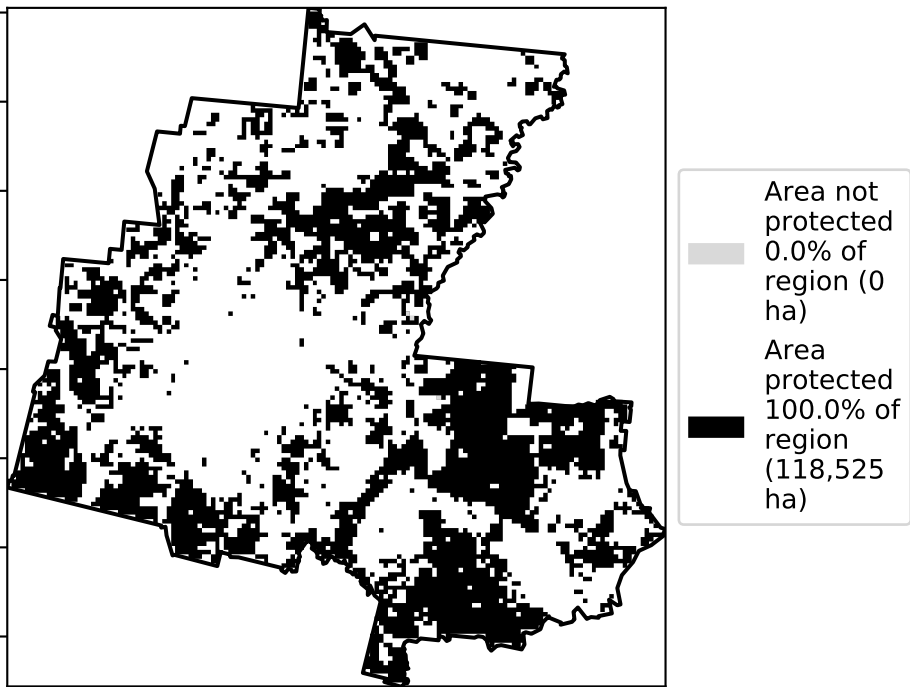 Area not
protected
0.0% of
region (0
ha)
Area
protected
100.0% of
region
(118,525
ha)